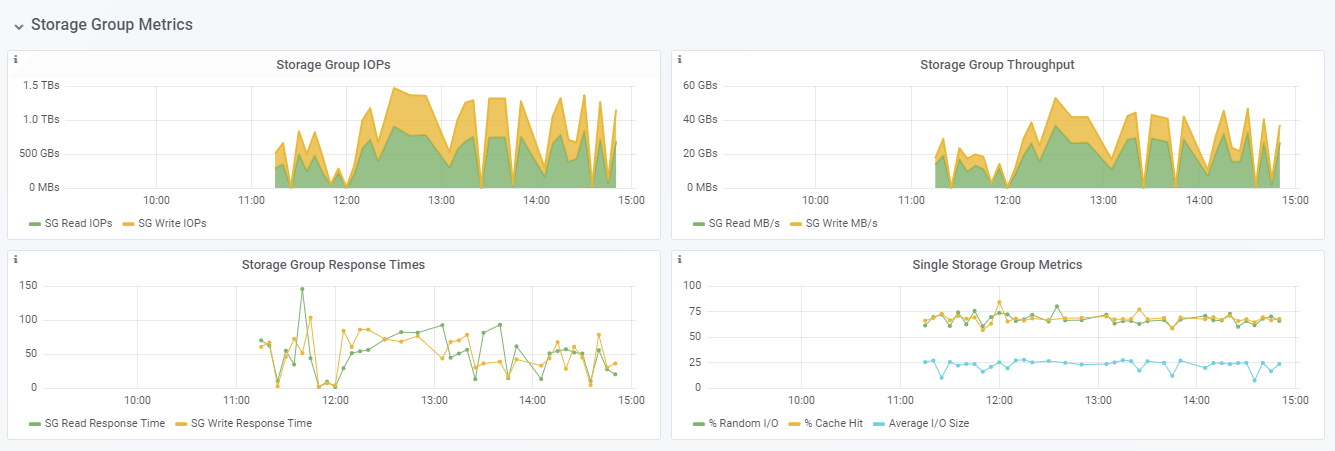 Storage Group Metrics
i
Storage Group IOPs
1.5 TBs
1.0 TBs
500 GBs
0 MBs
10:00 11:00 12:00 13:00 14:00 15:00
SG Read IOPs SG Write IOPs
i
Storage Group Throughput
60 GBs
40 GBs
20 GBs
0 MBs
10:00 11:00 12:00 13:00 14:00 15:00
SG Read MB/s SG Write MB/s
i
Storage Group Response Times
150
100
50
0
10:00 11:00 12:00 13:00 14:00 15:00
SG Read Response Time SG Write Response Time
i
Single Storage Group Metrics
100
75
50
25
0
10:00 11:00 12:00 13:00 14:00 15:00
% Random I/O % Cache Hit Average I/O Size